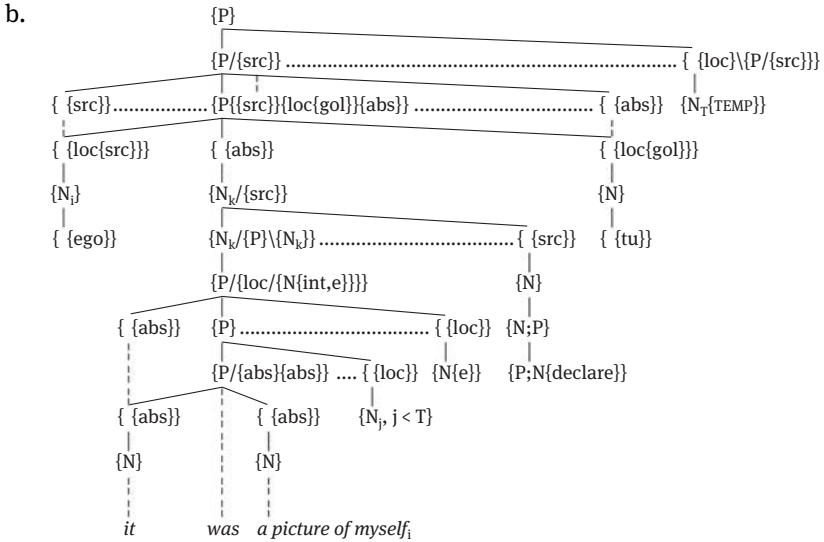 b. {P}
{P/{src}} { {loc}\{P/{src}}}
{ {src}} {P{{src}{loc{gol}}{abs}} { {abs}} {N_T{TEMP}}
{ {loc{src}}} { {abs}} { {loc{gol}}}
{N_i} {N_k/{src}} {N}
{ {ego}} {N_k/{P}\{N_k}} { {src}} { {tu}}
{P/{loc/{N{int,e}}}} {N}
{ {abs}} {P} { {loc}} {N;P}
{P/{abs}{abs}} { {loc}} {N{e}} {P;N{declare}}
{ {abs}} { {abs}} {N_j, j < T}
{N} {N}
it was a picture of myself_i